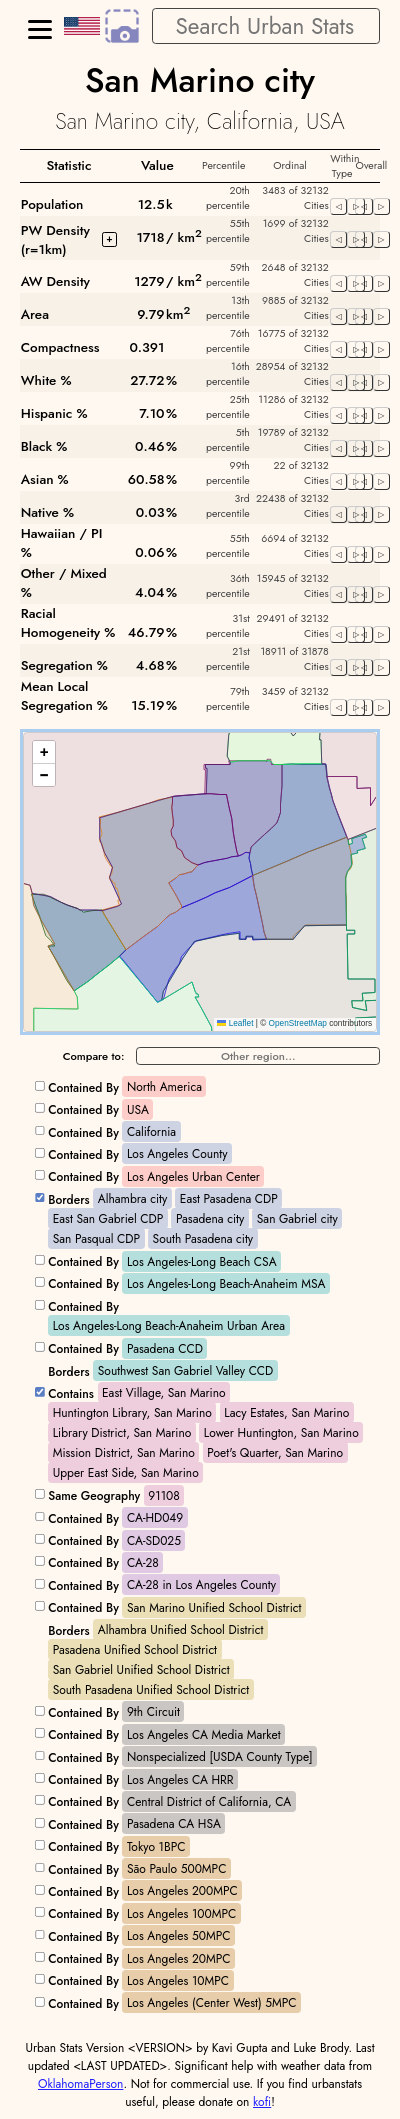 Search Urban Stats
San Marino city
San Marino city, California, USA
Statistic Value Percentile Ordinal Within Type Overall
Population 12.5k 20th percentile 3483 of 32132 Cities
PW Density (r=1km) + 1718 / km2 55th percentile 1699 of 32132 Cities
AW Density 1279 / km2 59th percentile 2648 of 32132 Cities
Area 9.79 km2 13th percentile 9885 of 32132 Cities
Compactness 0.391 76th percentile 16775 of 32132 Cities
White % 27.72% 16th percentile 28954 of 32132 Cities
Hispanic % 7.10% 25th percentile 11286 of 32132 Cities
Black % 0.46% 5th percentile 19789 of 32132 Cities
Asian % 60.58% 99th percentile 22 of 32132 Cities
Native % 0.03% 3rd percentile 22438 of 32132 Cities
Hawaiian / PI % 0.06% 55th percentile 6694 of 32132 Cities
Other / Mixed % 4.04% 36th percentile 15945 of 32132 Cities
Racial Homogeneity % 46.79% 31st percentile 29491 of 32132 Cities
Segregation % 4.68% 21st percentile 18911 of 31878 Cities
Mean Local Segregation % 15.19% 79th percentile 3459 of 32132 Cities
+
−
Leaflet | © OpenStreetMap contributors
Compare to: Other region...
Contained By North America
Contained By USA
Contained By California
Contained By Los Angeles County
Contained By Los Angeles Urban Center
Borders Alhambra city East Pasadena CDP
East San Gabriel CDP Pasadena city San Gabriel city
San Pasqual CDP South Pasadena city
Contained By Los Angeles-Long Beach CSA
Contained By Los Angeles-Long Beach-Anaheim MSA
Contained By
Los Angeles-Long Beach-Anaheim Urban Area
Contained By Pasadena CCD
Borders Southwest San Gabriel Valley CCD
Contains East Village, San Marino
Huntington Library, San Marino Lacy Estates, San Marino
Library District, San Marino Lower Huntington, San Marino
Mission District, San Marino Poet's Quarter, San Marino
Upper East Side, San Marino
Same Geography 91108
Contained By CA-HD049
Contained By CA-SD025
Contained By CA-28
Contained By CA-28 in Los Angeles County
Contained By San Marino Unified School District
Borders Alhambra Unified School District
Pasadena Unified School District
San Gabriel Unified School District
South Pasadena Unified School District
Contained By 9th Circuit
Contained By Los Angeles CA Media Market
Contained By Nonspecialized [USDA County Type]
Contained By Los Angeles CA HRR
Contained By Central District of California, CA
Contained By Pasadena CA HSA
Contained By Tokyo 1BPC
Contained By São Paulo 500MPC
Contained By Los Angeles 200MPC
Contained By Los Angeles 100MPC
Contained By Los Angeles 50MPC
Contained By Los Angeles 20MPC
Contained By Los Angeles 10MPC
Contained By Los Angeles (Center West) 5MPC
Urban Stats Version <VERSION> by Kavi Gupta and Luke Brody. Last
updated <LAST UPDATED>. Significant help with weather data from
OklahomaPerson. Not for commercial use. If you find urbanstats
useful, please donate on kofi!